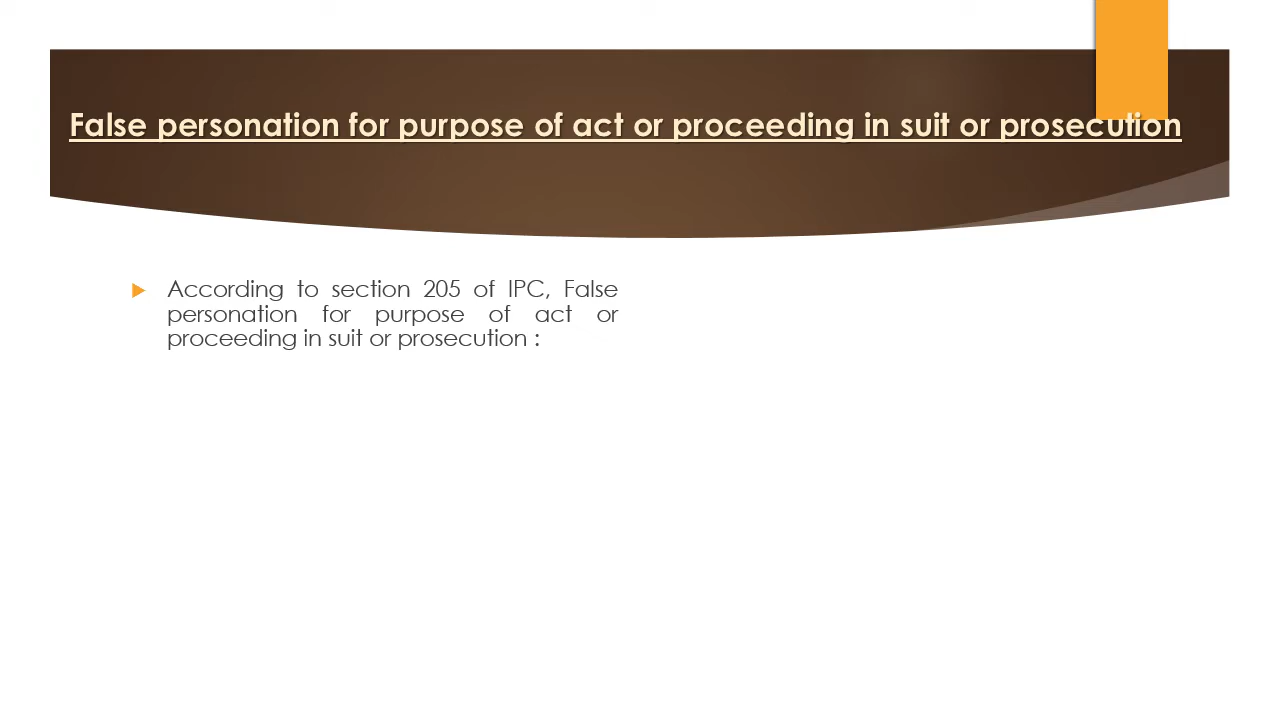 False personation for purpose of act or proceeding in suit or prosecution
According to section 205 of IPC, False
personation for purpose of act or
proceeding in suit or prosecution :